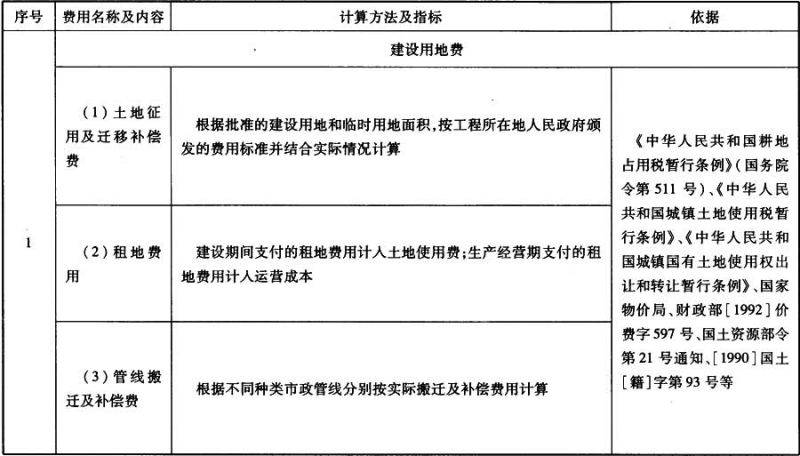 序号 费用名称及内容 计算方法及指标 依据
建设用地费
1
(1)土地征
用及迁移补偿
费
根据批准的建设用地和临时用地面积,按工程所在地人民政府颁
发的费用标准并结合实际情况计算
(2)租地费
用
建设期间支付的租地费用计人土地使用费;生产经营期支付的租
地费用计人运营成本
(3)管线搬
迁及补偿费
根据不同种类市政管线分别按实际搬迁及补偿费用计算
《中华人民共和国耕地
占用税暂行条例》(国务院
令第511号)、《中华人民
共和国城镇土地使用税暂
行条例》、《中华人民共和
国城镇国有土地使用权出
让和转让暂行条例》、国家
物价局、财政部[1992]价
费字597号、国土资源部令
第21号通知、[1990]国土
[籍]字第93号等